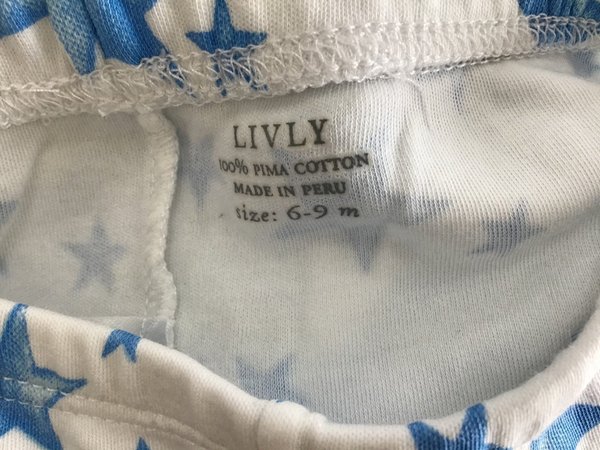 LIVLY
100% PIMA COTTON
MADE IN PERU
size: 6-9 m